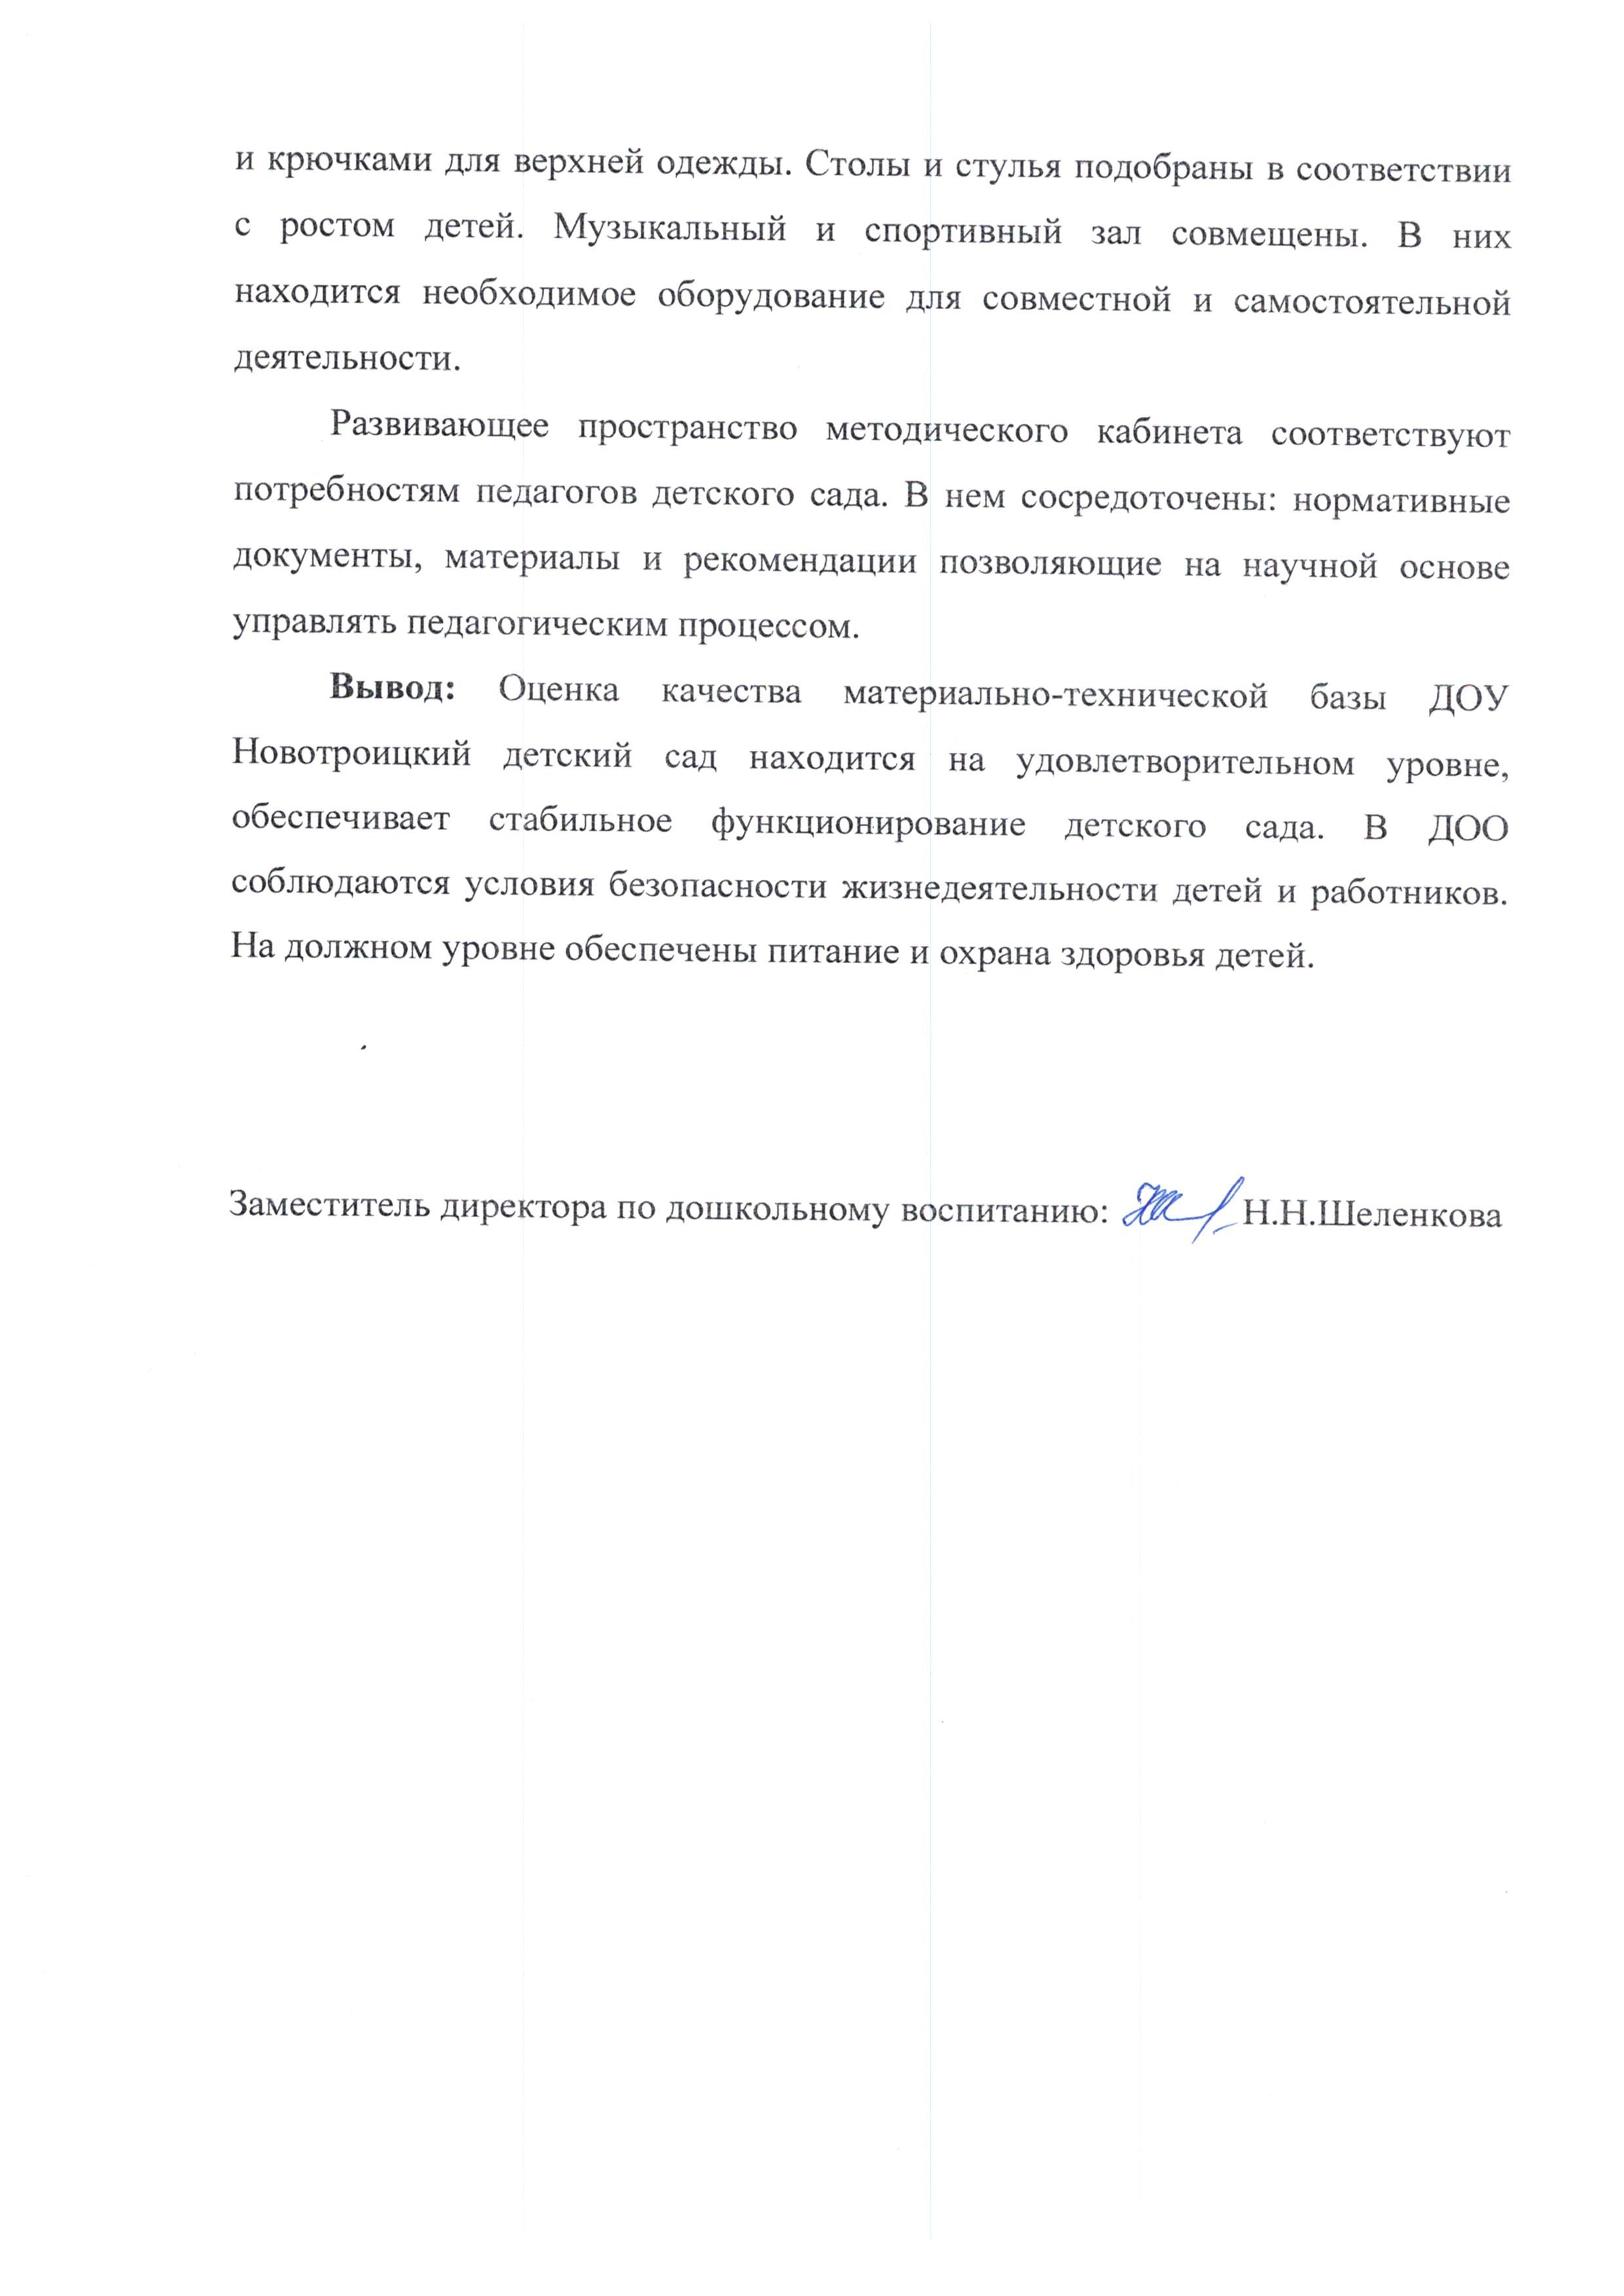 и крючками для верхней одежды. Столы и стулья подобраны в соответствии
с ростом детей. Музыкальный и спортивный зал совмещены. В них
находится необходимое оборудование для совместной и самостоятельной
деятельности.
Развивающее пространство методического кабинета соответствуют
потребностям педагогов детского сада. В нем сосредоточены: нормативные
документы, материалы и рекомендации позволяющие на научной основе
управлять педагогическим процессом.
Вывод: Оценка качества материально-технической базы ДОУ
Новотроицкий детский сад находится на удовлетворительном уровне,
обеспечивает стабильное функционирование детского сада. В ДОО
соблюдаются условия безопасности жизнедеятельности детей и работников.
На должном уровне обеспечены питание и охрана здоровья детей.
Заместитель директора по дошкольному воспитанию: Н.Н.Шеленкова